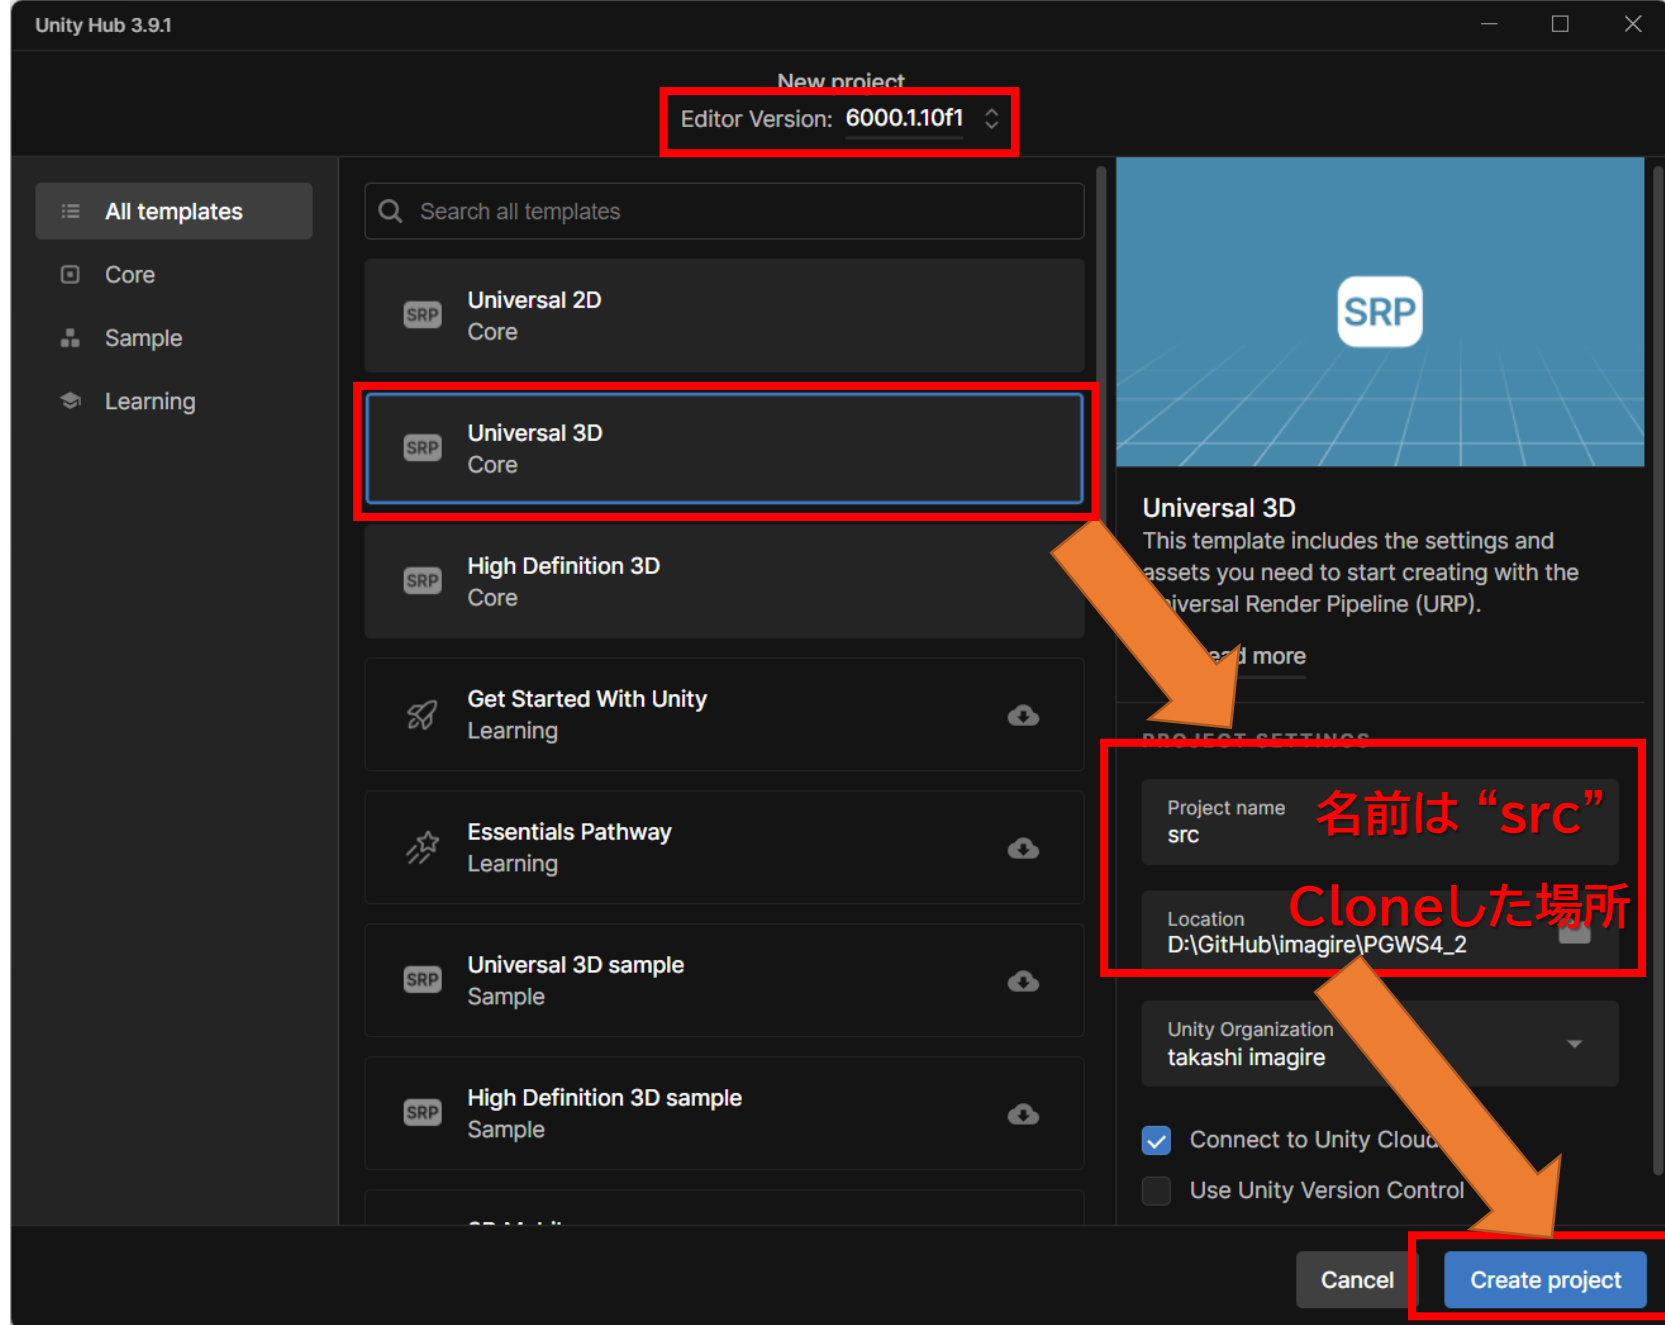 Unity Hub 3.9.1
New project
Editor Version: 6000.1.10f1
All templates
Core
Sample
Learning
Search all templates
SRP
Universal 2D
Core
SRP
Universal 3D
Core
SRP
High Definition 3D
Core
Get Started With Unity
Learning
Essentials Pathway
Learning
SRP
Universal 3D sample
Sample
SRP
High Definition 3D sample
Sample
SRP
Universal 3D
This template includes the settings and
assets you need to start creating with the
Render Pipeline (URP).
more
PROJECT SETTINGS
Project name
src
名前は “src”
Location
D:\GitHub\imagire\PGWS4_2
Cloneした場所
Unity Organization
takashi imagire
Connect to Unity Cloud
Use Unity Version Control
Cancel
Create project